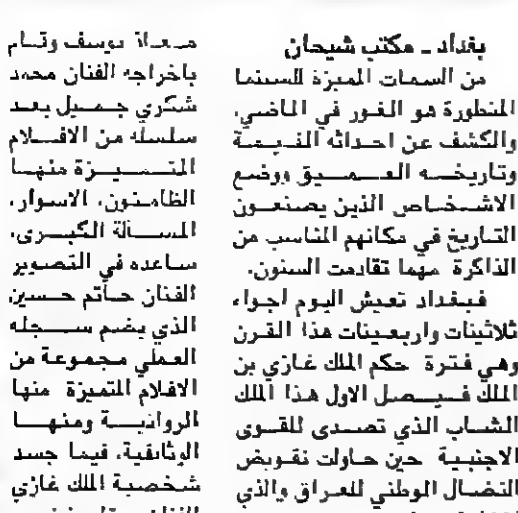 بغداد ـ مكتب شيحان
من السمات المميزة للسينما
المتطورة هو الغور في الماضي،
والكشف عن احداثه القديمة
وتاريخه العميق ووضع
الاشخاص الذين يصنعون
التاريخ في مكانهم المناسب من
الذاكرة مهما تقادمت السنون.
فبغداد تعيش اليوم اجواء
ثلاثينات واربعينات هذا القرن
وهي فترة حكم الملك غازي بن
الملك فيصل الاول هذا الملك
الشاب الذي تصدى للقوى
الاجنبية حين حاولت تقويض
النضال الوطني للعراق والذي
معاذ يوسف وتام
باخراجه الفنان محمد
شكري جميل بعد
سلسلة من الافلام
المتميزة منها
الظامئون، الاسوار،
المسألة الكبرى،
ساعده في التصوير
الفنان حاتم حسين
الذي يضم سجله
العملي مجموعة من
الافلام المتميزة منها
الروائية ومنها
الوثائقية، فيما جسد
شخصية الملك غازي